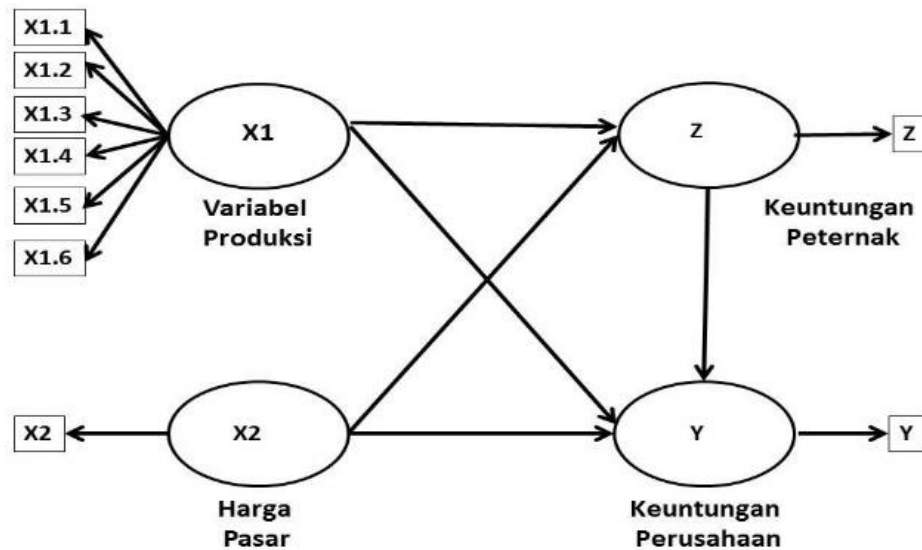 X1.1
X1.2
X1.3
X1.4
X1.5
X1.6
X1
Variabel
Produksi
Z
Z
Keuntungan
Peternak
X2
X2
Harga
Pasar
Y
Y
Keuntungan
Perusahaan